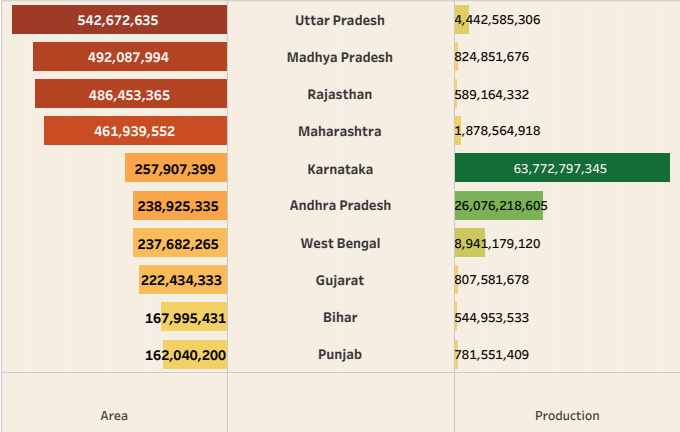 542,672,635 Uttar Pradesh 4,442,585,306
492,087,994 Madhya Pradesh 824,851,676
486,453,365 Rajasthan 589,164,332
461,939,552 Maharashtra 1,878,564,918
257,907,399 Karnataka 63,772,797,345
238,925,335 Andhra Pradesh 26,076,218,605
237,682,265 West Bengal 8,941,179,120
222,434,333 Gujarat 807,581,678
167,995,431 Bihar 544,953,533
162,040,200 Punjab 781,551,409
Area Production